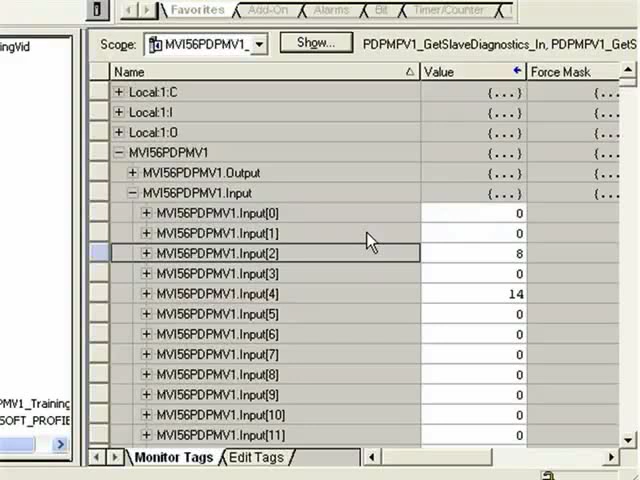 Favorites Add-On Alarms Bit Timer/Counter
ngVid
Scope: MVI56PDPMV1_ Show... PDPMPV1_GetSlaveDiagnostics_In, PDPMPV1_GetS
Name Value Force Mask
Local:1:C {...} {...
Local:1:I {...} {...
Local:1:O {...} {...
MVI56PDPMV1 {...} {...
MVI56PDPMV1.Output {...} {...
MVI56PDPMV1.Input {...} {...
MVI56PDPMV1.Input[0] 0
MVI56PDPMV1.Input[1] 0
MVI56PDPMV1.Input[2] 8
MVI56PDPMV1.Input[3] 0
MVI56PDPMV1.Input[4] 14
MVI56PDPMV1.Input[5] 0
MVI56PDPMV1.Input[6] 0
MVI56PDPMV1.Input[7] 0
MVI56PDPMV1.Input[8] 0
MVI56PDPMV1.Input[9] 0
PMV1_Training
MVI56PDPMV1.Input[10] 0
SOFT_PROFIE
MVI56PDPMV1.Input[11] 0
Monitor Tags Edit Tags